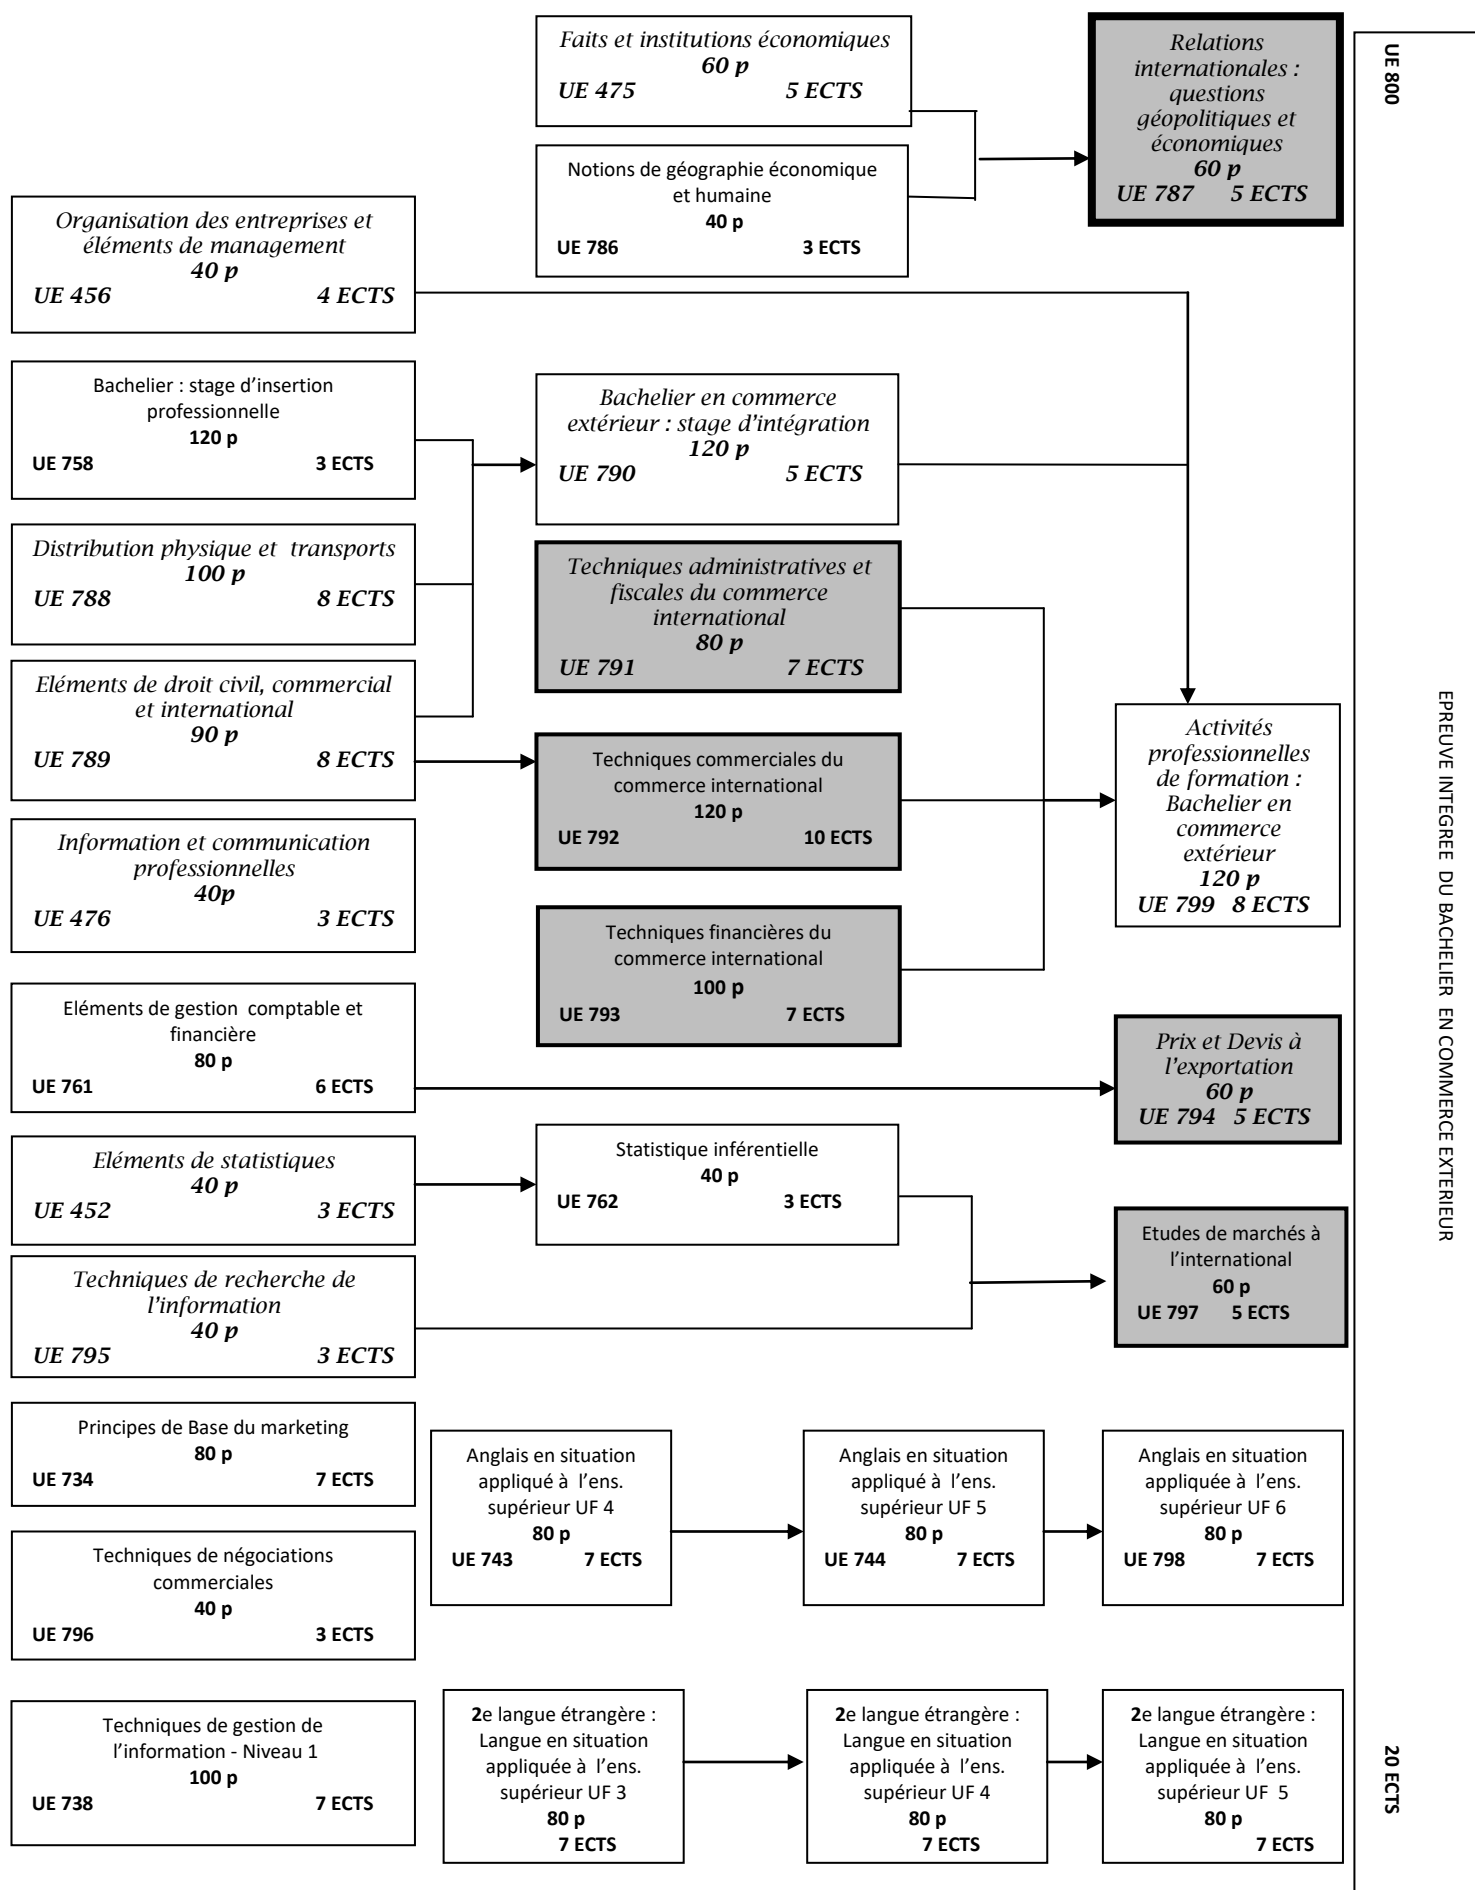 Faits et institutions économiques
60 p
UE 475 5 ECTS
Relations
internationales :
questions
géopolitiques et
économiques
60 p
UE 787 5 ECTS
UE 800
Notions de géographie économique
et humaine
40 p
UE 786 3 ECTS
Organisation des entreprises et
éléments de management
40 p
UE 456 4 ECTS
Bachelier : stage d'insertion
professionnelle
120 p
UE 758 3 ECTS
Bachelier en commerce
extérieur : stage d'intégration
120 p
UE 790 5 ECTS
Distribution physique et transports
100 p
UE 788 8 ECTS
Techniques administratives et
fiscales du commerce
international
80 p
UE 791 7 ECTS
Eléments de droit civil, commercial
et international
90 p
UE 789 8 ECTS
Techniques commerciales du
commerce international
120 p
UE 792 10 ECTS
Activités
professionnelles
de formation :
Bachelier en
commerce
extérieur
120 p
UE 799 8 ECTS
EPREUVE INTEGREE DU BACHELIER EN COMMERCE EXTERIEUR
Information et communication
professionnelles
40p
UE 476 3 ECTS
Techniques financières du
commerce international
100 p
UE 793 7 ECTS
Eléments de gestion comptable et
financière
80 p
UE 761 6 ECTS
Prix et Devis à
l'exportation
60 p
UE 794 5 ECTS
Eléments de statistiques
40 p
UE 452 3 ECTS
Statistique inférentielle
40 p
UE 762 3 ECTS
Etudes de marchés à
l'international
60 p
UE 797 5 ECTS
Techniques de recherche de
l'information
40 p
UE 795 3 ECTS
Principes de Base du marketing
80 p
UE 734 7 ECTS
Anglais en situation
appliqué à l'ens.
supérieur UF 4
80 p
UE 743 7 ECTS
Anglais en situation
appliqué à l'ens.
supérieur UF 5
80 p
UE 744 7 ECTS
Anglais en situation
appliquée à l'ens.
supérieur UF 6
80 p
UE 798 7 ECTS
Techniques de négociations
commerciales
40 p
UE 796 3 ECTS
Techniques de gestion de
l'information - Niveau 1
100 p
UE 738 7 ECTS
2e langue étrangère :
Langue en situation
appliquée à l'ens.
supérieur UF 3
80 p
7 ECTS
2e langue étrangère :
Langue en situation
appliquée à l'ens.
supérieur UF 4
80 p
7 ECTS
2e langue étrangère :
Langue en situation
appliquée à l'ens.
supérieur UF 5
80 p
7 ECTS
20 ECTS